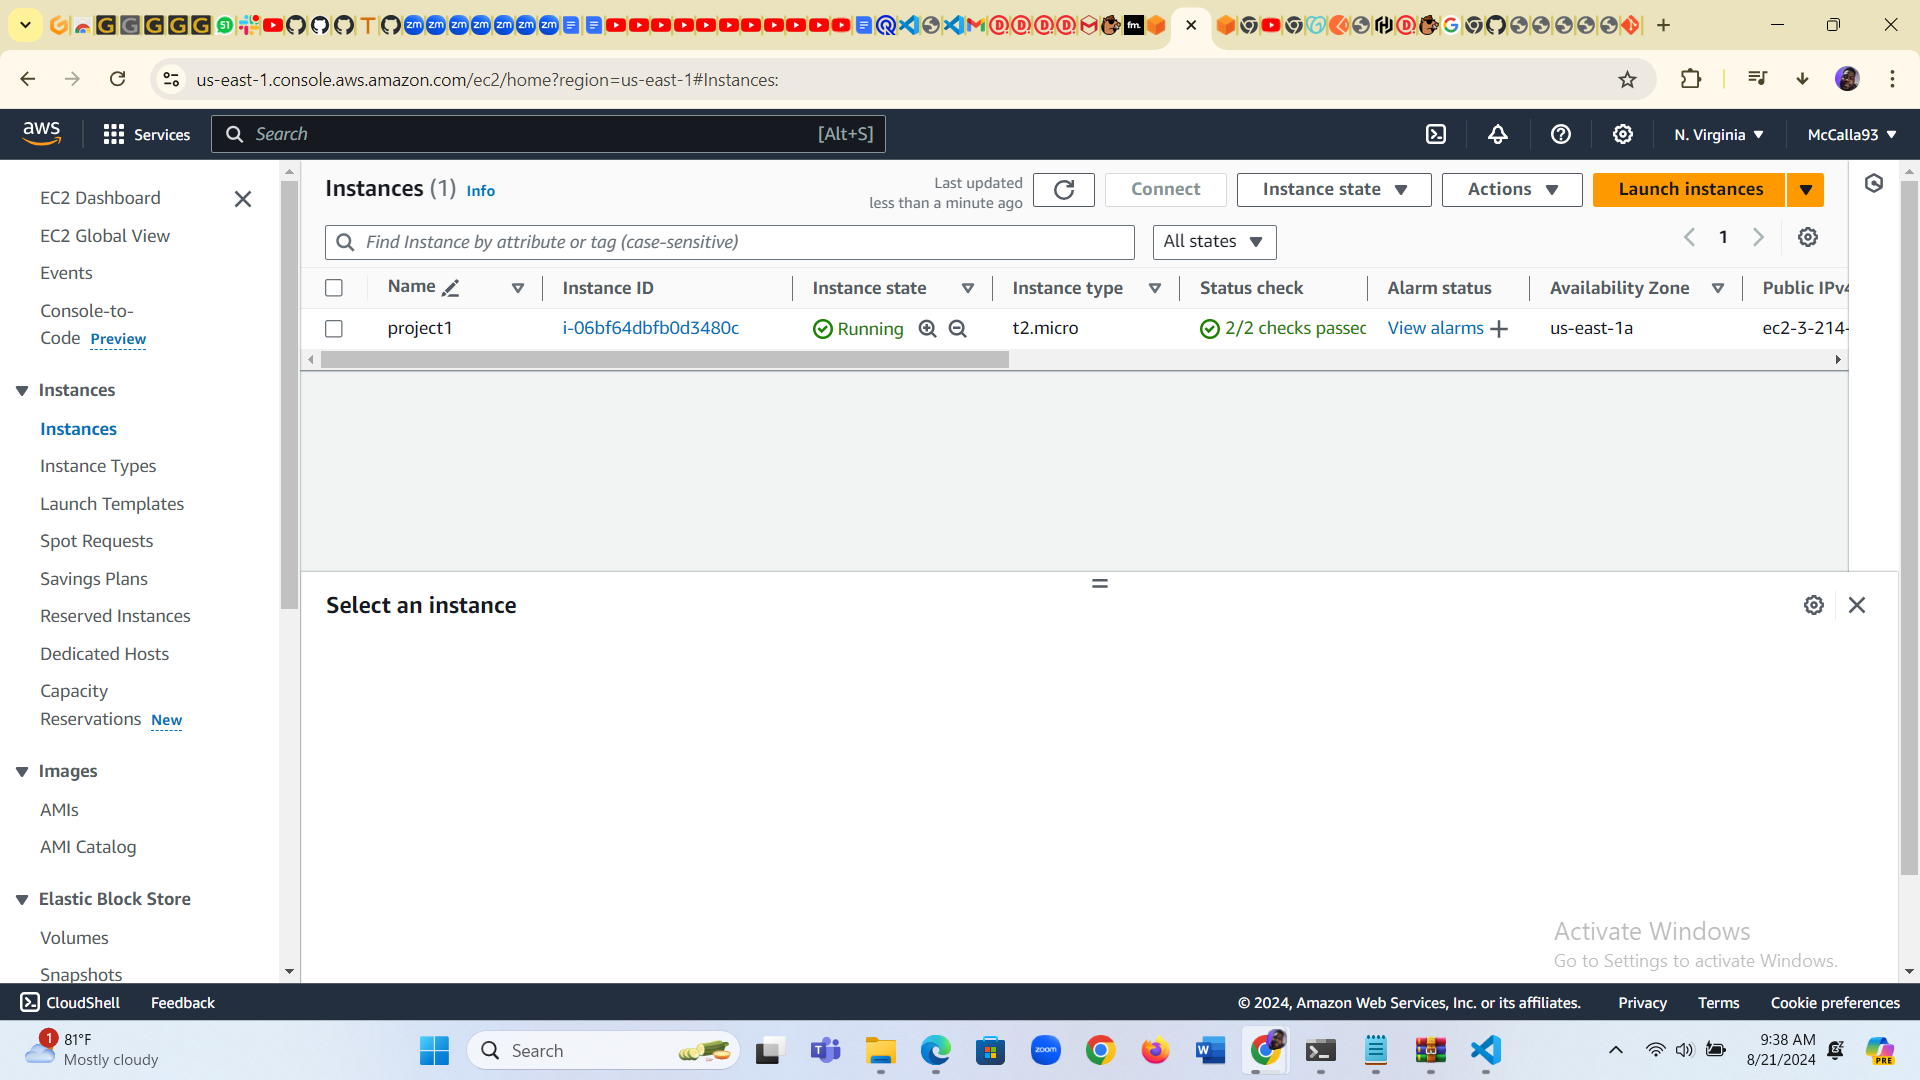 us-east-1.console.aws.amazon.com/ec2/home?region=us-east-1#Instances:
aws
Services
Search
[Alt+S]
N. Virginia
McCalla93
EC2 Dashboard
EC2 Global View
Events
Console-to-
Code Preview
Instances
Instances
Instance Types
Launch Templates
Spot Requests
Savings Plans
Reserved Instances
Dedicated Hosts
Capacity
Reservations New
Images
AMIs
AMI Catalog
Elastic Block Store
Volumes
Snapshots
Instances (1) Info
Last updated
less than a minute ago
Connect
Instance state
Actions
Launch instances
Find Instance by attribute or tag (case-sensitive)
All states
1
Name Instance ID Instance state Instance type Status check Alarm status Availability Zone Public IPv4
project1 i-06bf64dbfb0d3480c Running t2.micro 2/2 checks passed View alarms us-east-1a ec2-3-214-
Select an instance
Activate Windows
Go to Settings to activate Windows.
CloudShell Feedback
© 2024, Amazon Web Services, Inc. or its affiliates. Privacy Terms Cookie preferences
1
81°F
Mostly cloudy
Search
zoom
9:38 AM
8/21/2024
PRE